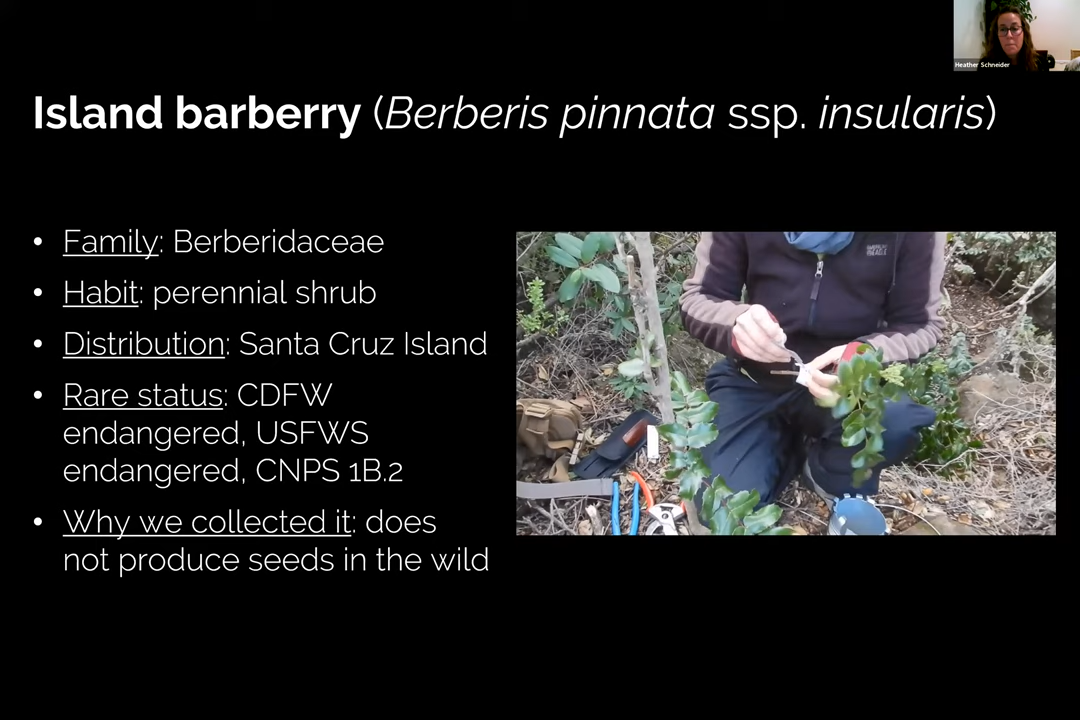 Heather Schneider
Island barberry (Berberis pinnata ssp. insularis)
• Family: Berberidaceae
• Habit: perennial shrub
• Distribution: Santa Cruz Island
• Rare status: CDFW
endangered, USFWS
endangered, CNPS 1B.2
• Why we collected it: does
not produce seeds in the wild